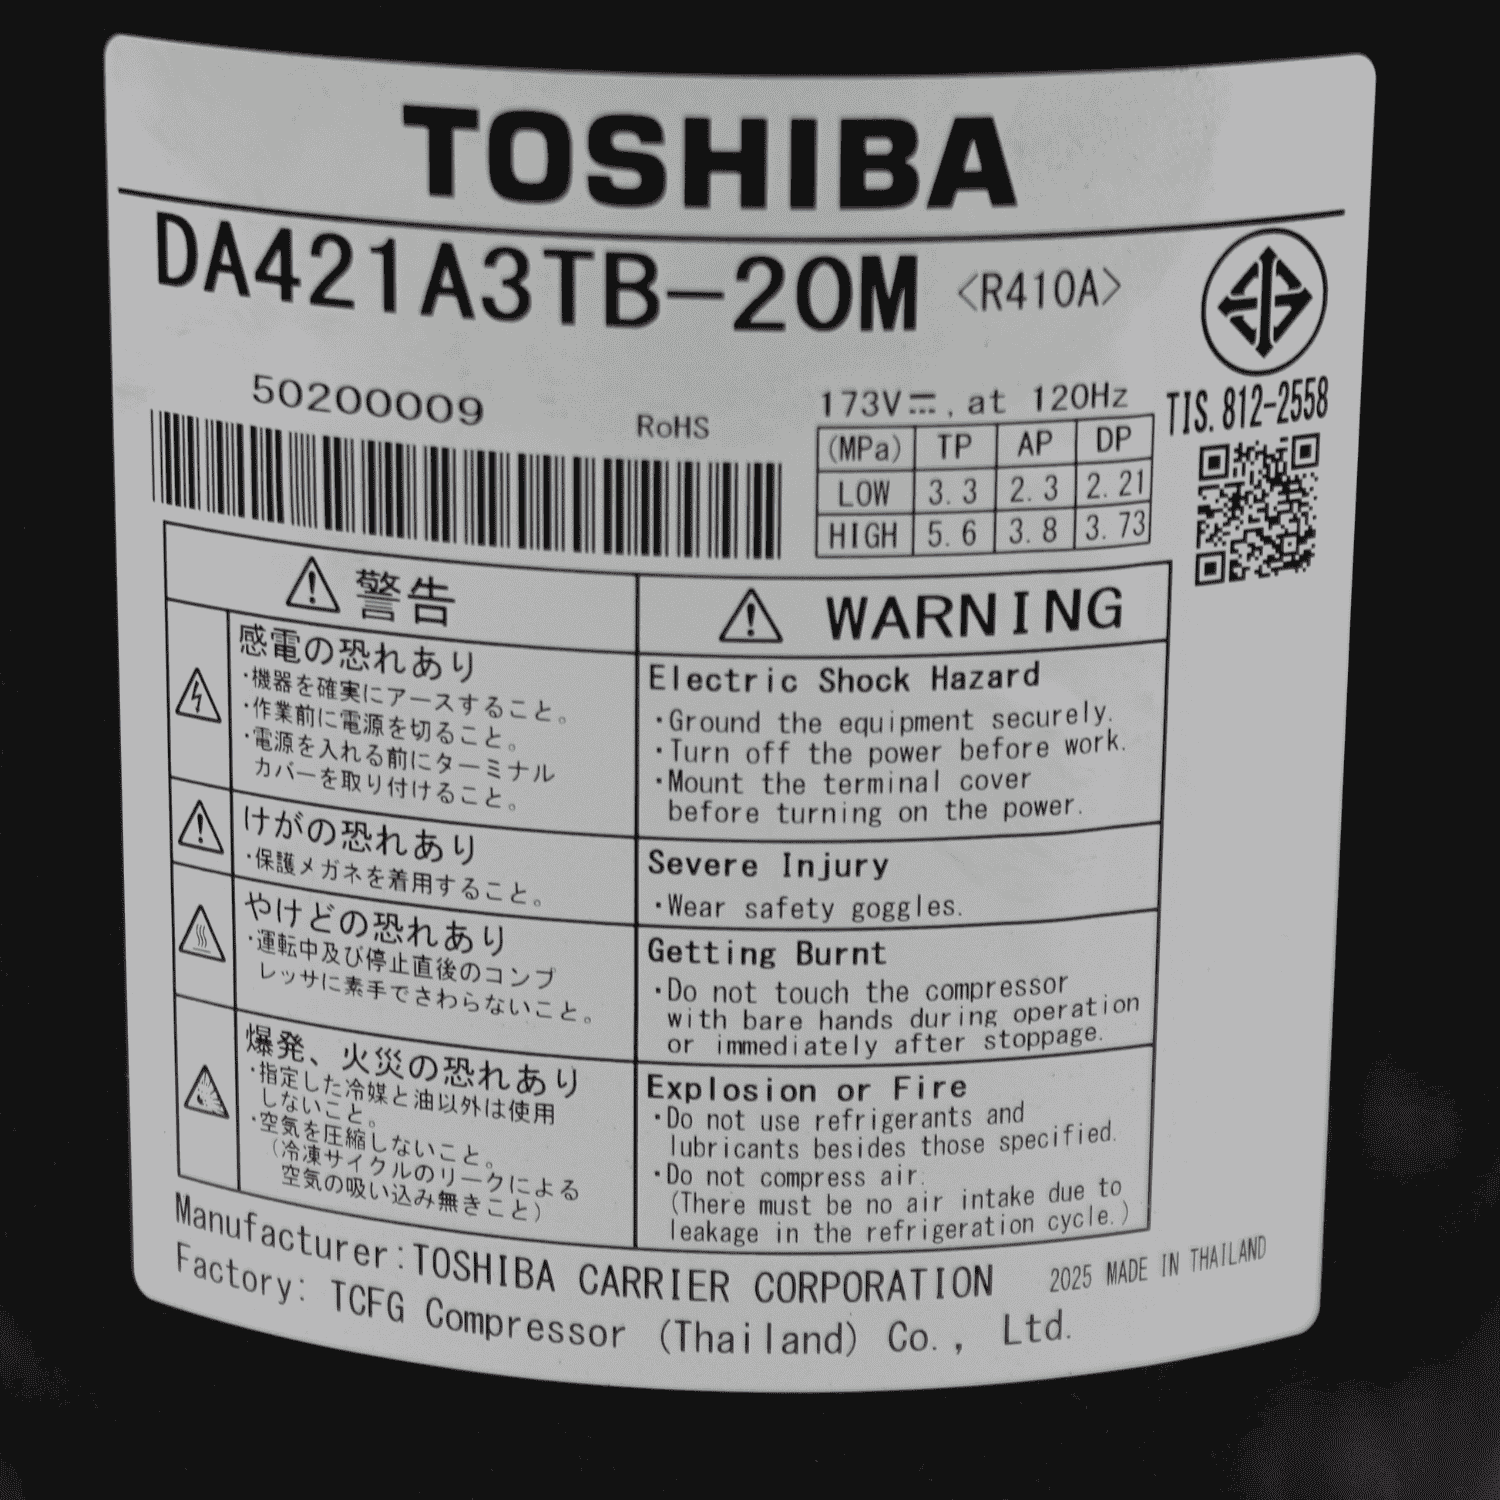 TOSHIBA
DA421A3TB-20M <R410A>
50200009
RoHS
173V⎓, at 120Hz
TIS.812-2558
(MPa) TP AP DP
LOW 3.3 2.3 2.21
HIGH 5.6 3.8 3.73
警告
感電の恐れあり
・機器を確実にアースすること。
・作業前に電源を切ること。
・電源を入れる前にターミナル
カバーを取り付けること。
けがの恐れあり
・保護メガネを着用すること。
やけどの恐れあり
・運転中及び停止直後のコンプ
レッサに素手でさわらないこと。
爆発、火災の恐れあり
・指定した冷媒と油以外は使用
しないこと。
・空気を圧縮しないこと。
(冷凍サイクルのリークによる
空気の吸い込み無きこと)
WARNING
Electric Shock Hazard
・Ground the equipment securely.
・Turn off the power before work.
・Mount the terminal cover
before turning on the power.
Severe Injury
・Wear safety goggles.
Getting Burnt
・Do not touch the compressor
with bare hands during operation
or immediately after stoppage.
Explosion or Fire
・Do not use refrigerants and
lubricants besides those specified.
・Do not compress air.
(There must be no air intake due to
leakage in the refrigeration cycle.)
Manufacturer:TOSHIBA CARRIER CORPORATION
2025 MADE IN THAILAND
Factory: TCFG Compressor (Thailand) Co., Ltd.